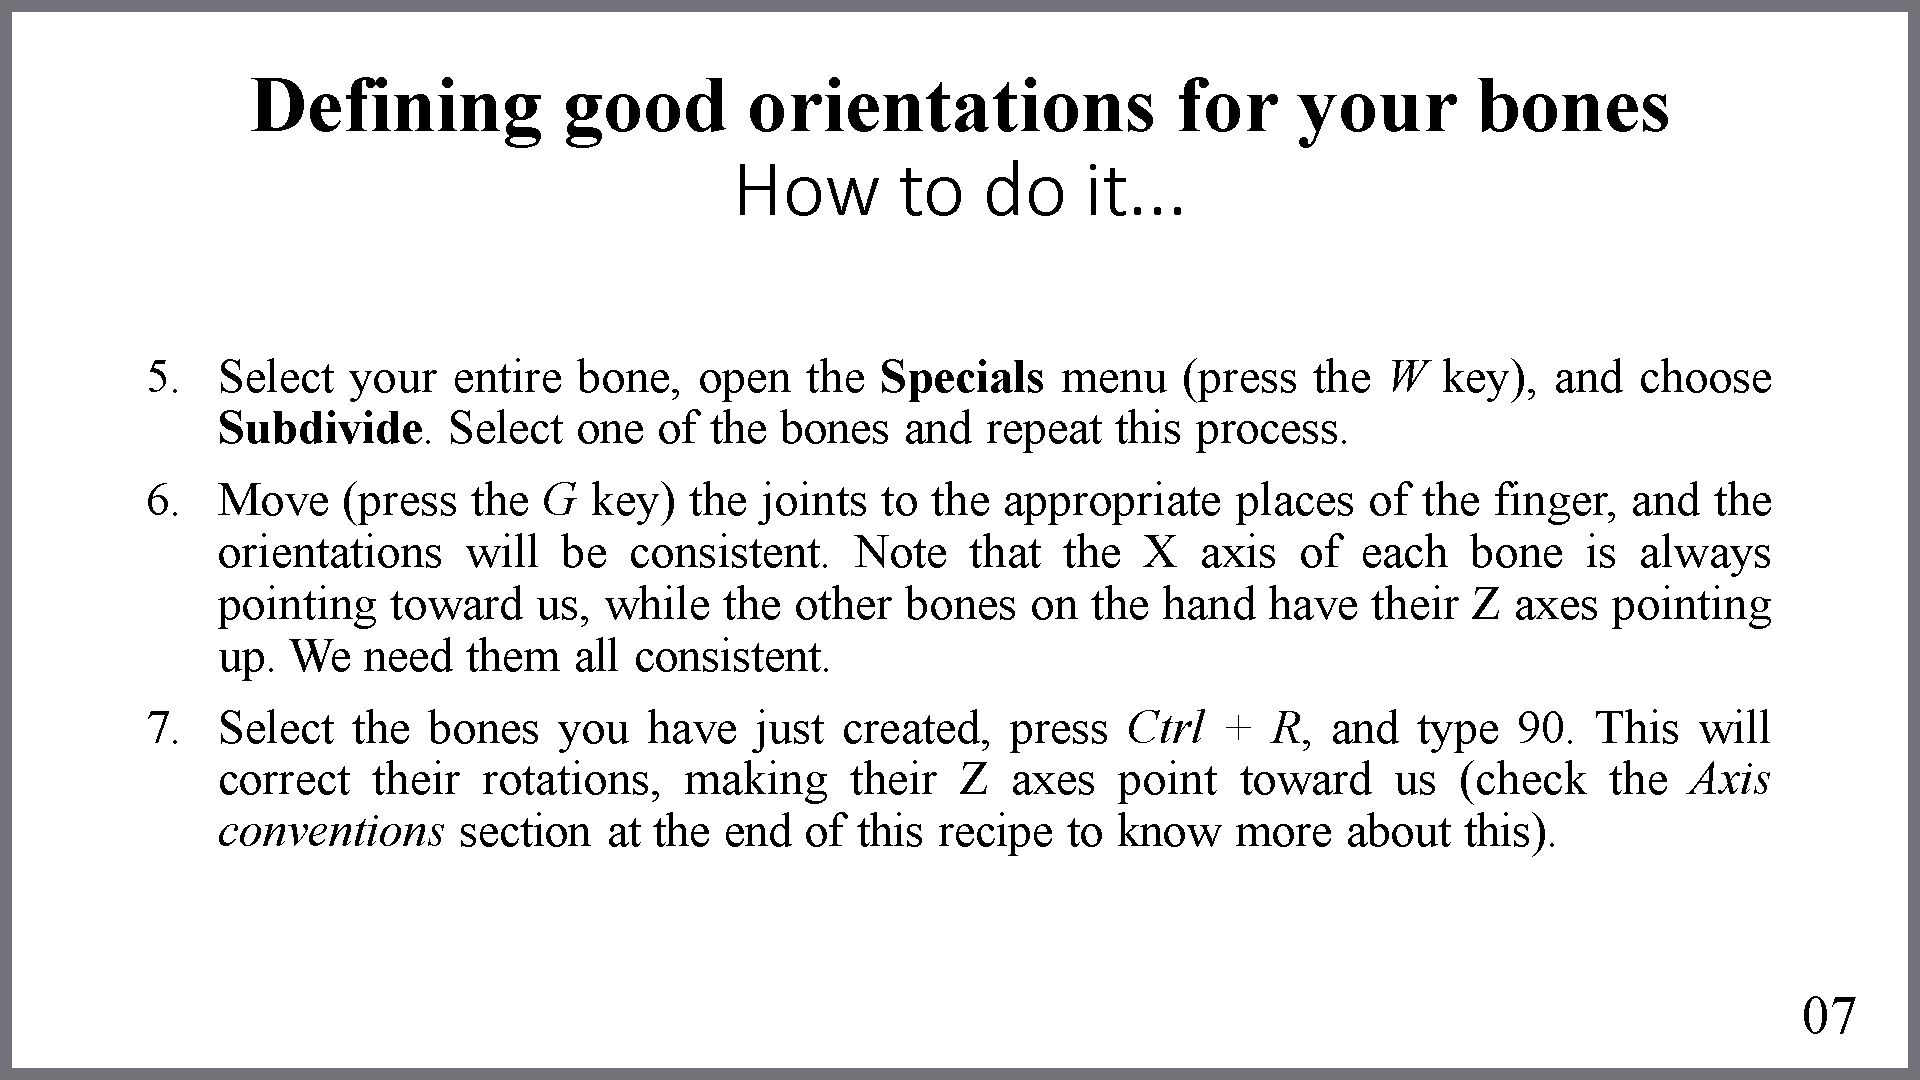 Defining good orientations for your bones
How to do it...
5. Select your entire bone, open the Specials menu (press the W key), and choose
Subdivide. Select one of the bones and repeat this process.
6. Move (press the G key) the joints to the appropriate places of the finger, and the
orientations will be consistent. Note that the X axis of each bone is always
pointing toward us, while the other bones on the hand have their Z axes pointing
up. We need them all consistent.
7. Select the bones you have just created, press Ctrl + R, and type 90. This will
correct their rotations, making their Z axes point toward us (check the Axis
conventions section at the end of this recipe to know more about this).
07